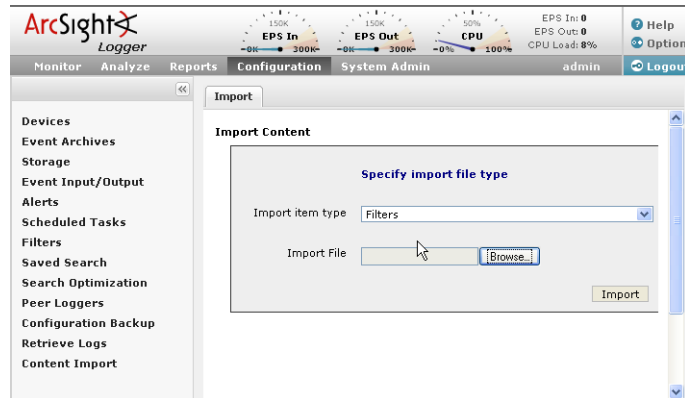 ArcSight
Logger
150K
EPS In
-0K 300K-
150K
EPS Out
-0K 300K-
50%
CPU
-0% 100%
EPS In: 0
EPS Out: 0
CPU Load: 8%
Help
Option
Monitor Analyze Reports Configuration System Admin admin Logou
Import
Devices
Event Archives
Storage
Event Input/Output
Alerts
Scheduled Tasks
Filters
Saved Search
Search Optimization
Peer Loggers
Configuration Backup
Retrieve Logs
Content Import
Import Content
Specify import file type
Import item type Filters
Import File Browse...
Import